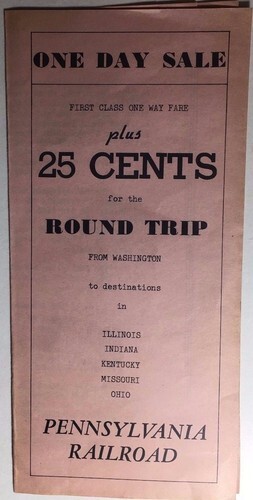 ONE DAY SALE
FIRST CLASS ONE WAY FARE
plus
25 CENTS
for the
ROUND TRIP
FROM WASHINGTON
to destinations
in
ILLINOIS
INDIANA
KENTUCKY
MISSOURI
OHIO
PENNSYLVANIA
RAILROAD